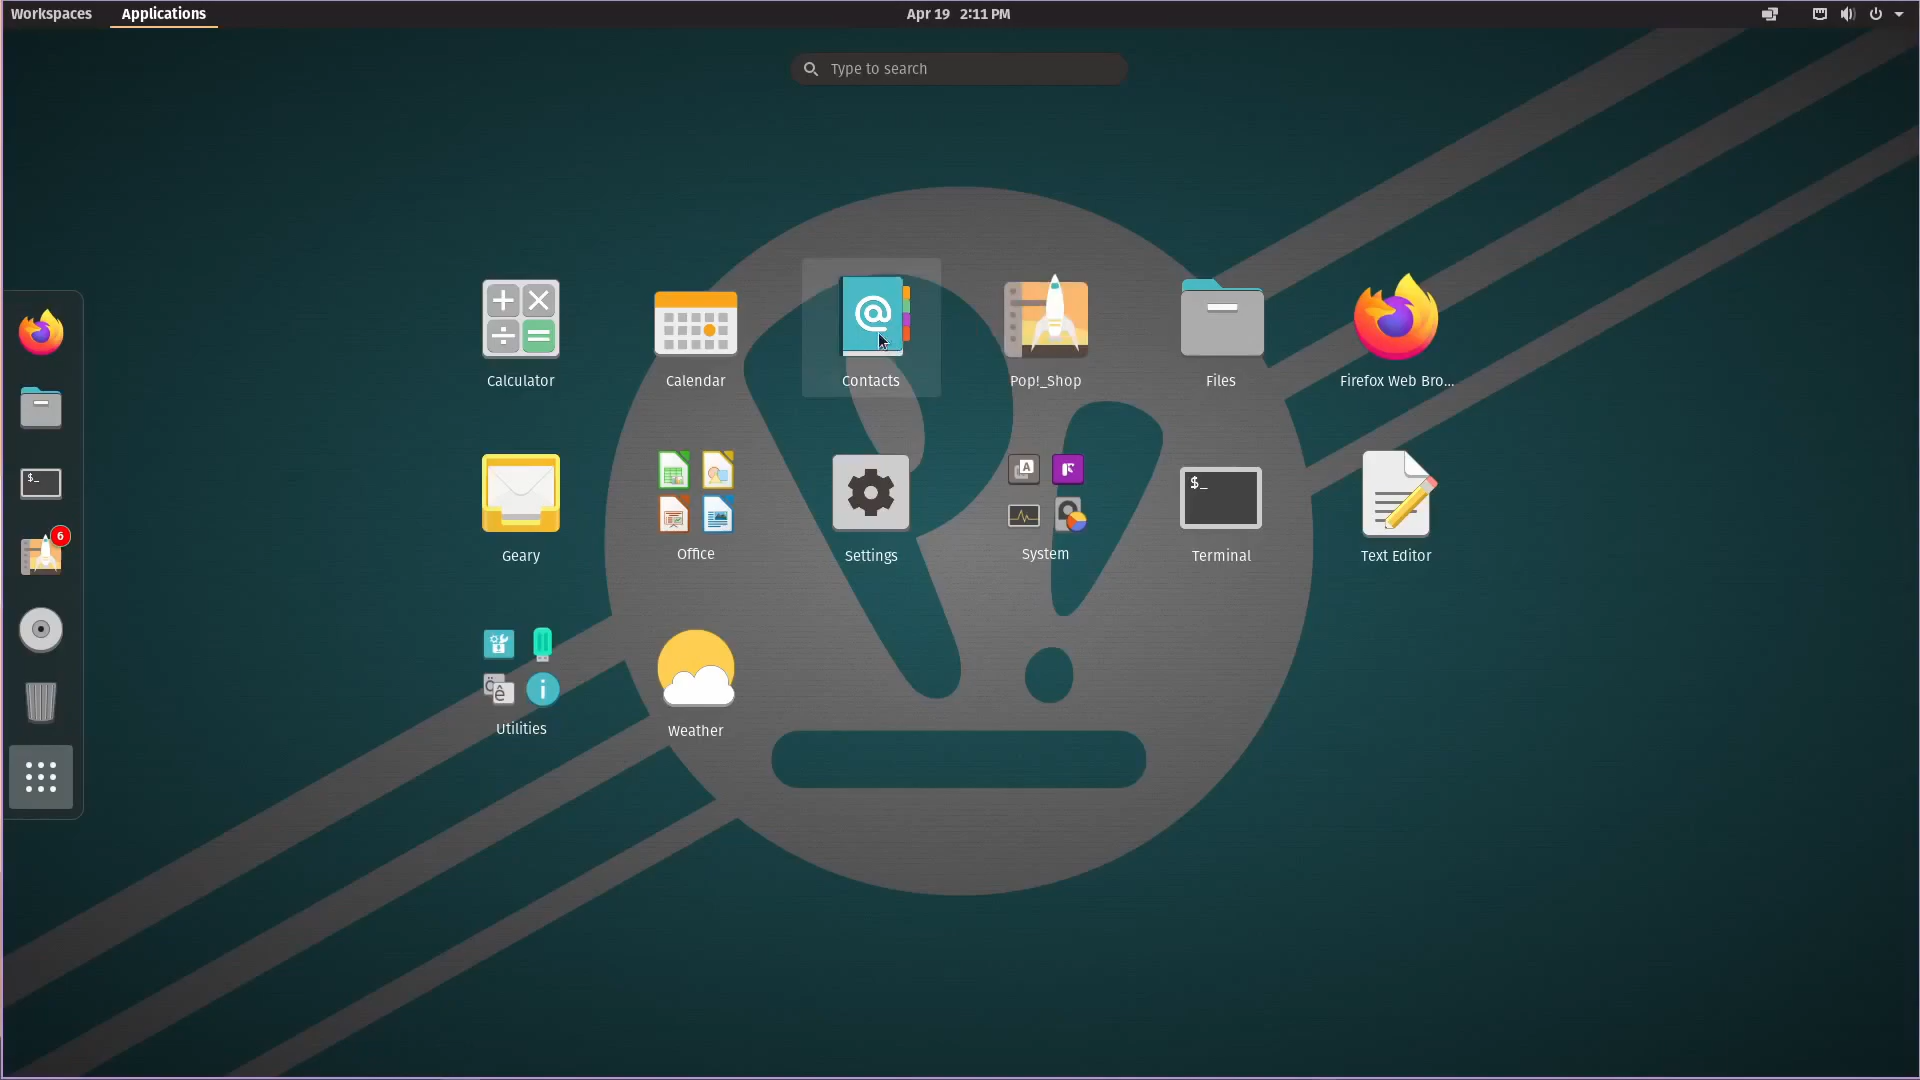 Workspaces Applications Apr 19 2:11 PM
Type to search
Calculator Calendar Contacts Pop!_Shop Files Firefox Web Bro...
$_
6
$_
Geary Office Settings System Terminal Text Editor
Utilities Weather